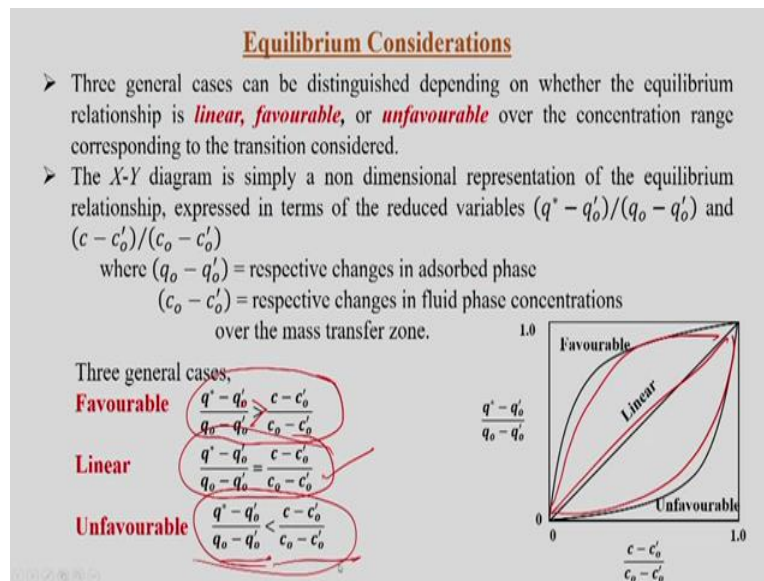 Equilibrium Considerations
➢ Three general cases can be distinguished depending on whether the equilibrium
relationship is linear, favourable, or unfavourable over the concentration range
corresponding to the transition considered.
➢ The X-Y diagram is simply a non dimensional representation of the equilibrium
relationship, expressed in terms of the reduced variables (q* − q′ₒ)/(qₒ − q′ₒ) and
(c − c′ₒ)/(cₒ − c′ₒ)
where (qₒ − q′ₒ) = respective changes in adsorbed phase
(cₒ − c′ₒ) = respective changes in fluid phase concentrations
over the mass transfer zone.
Three general cases,
Favourable (q* − q′ₒ)/(qₒ − q′ₒ) > (c − c′ₒ)/(cₒ − c′ₒ)
Linear (q* − q′ₒ)/(qₒ − q′ₒ) = (c − c′ₒ)/(cₒ − c′ₒ)
Unfavourable (q* − q′ₒ)/(qₒ − q′ₒ) < (c − c′ₒ)/(cₒ − c′ₒ)
1.0
Favourable
Linear
(q* − q′ₒ)/(qₒ − q′ₒ)
Unfavourable
0
0 1.0
(c − c′ₒ)/(cₒ − c′ₒ)